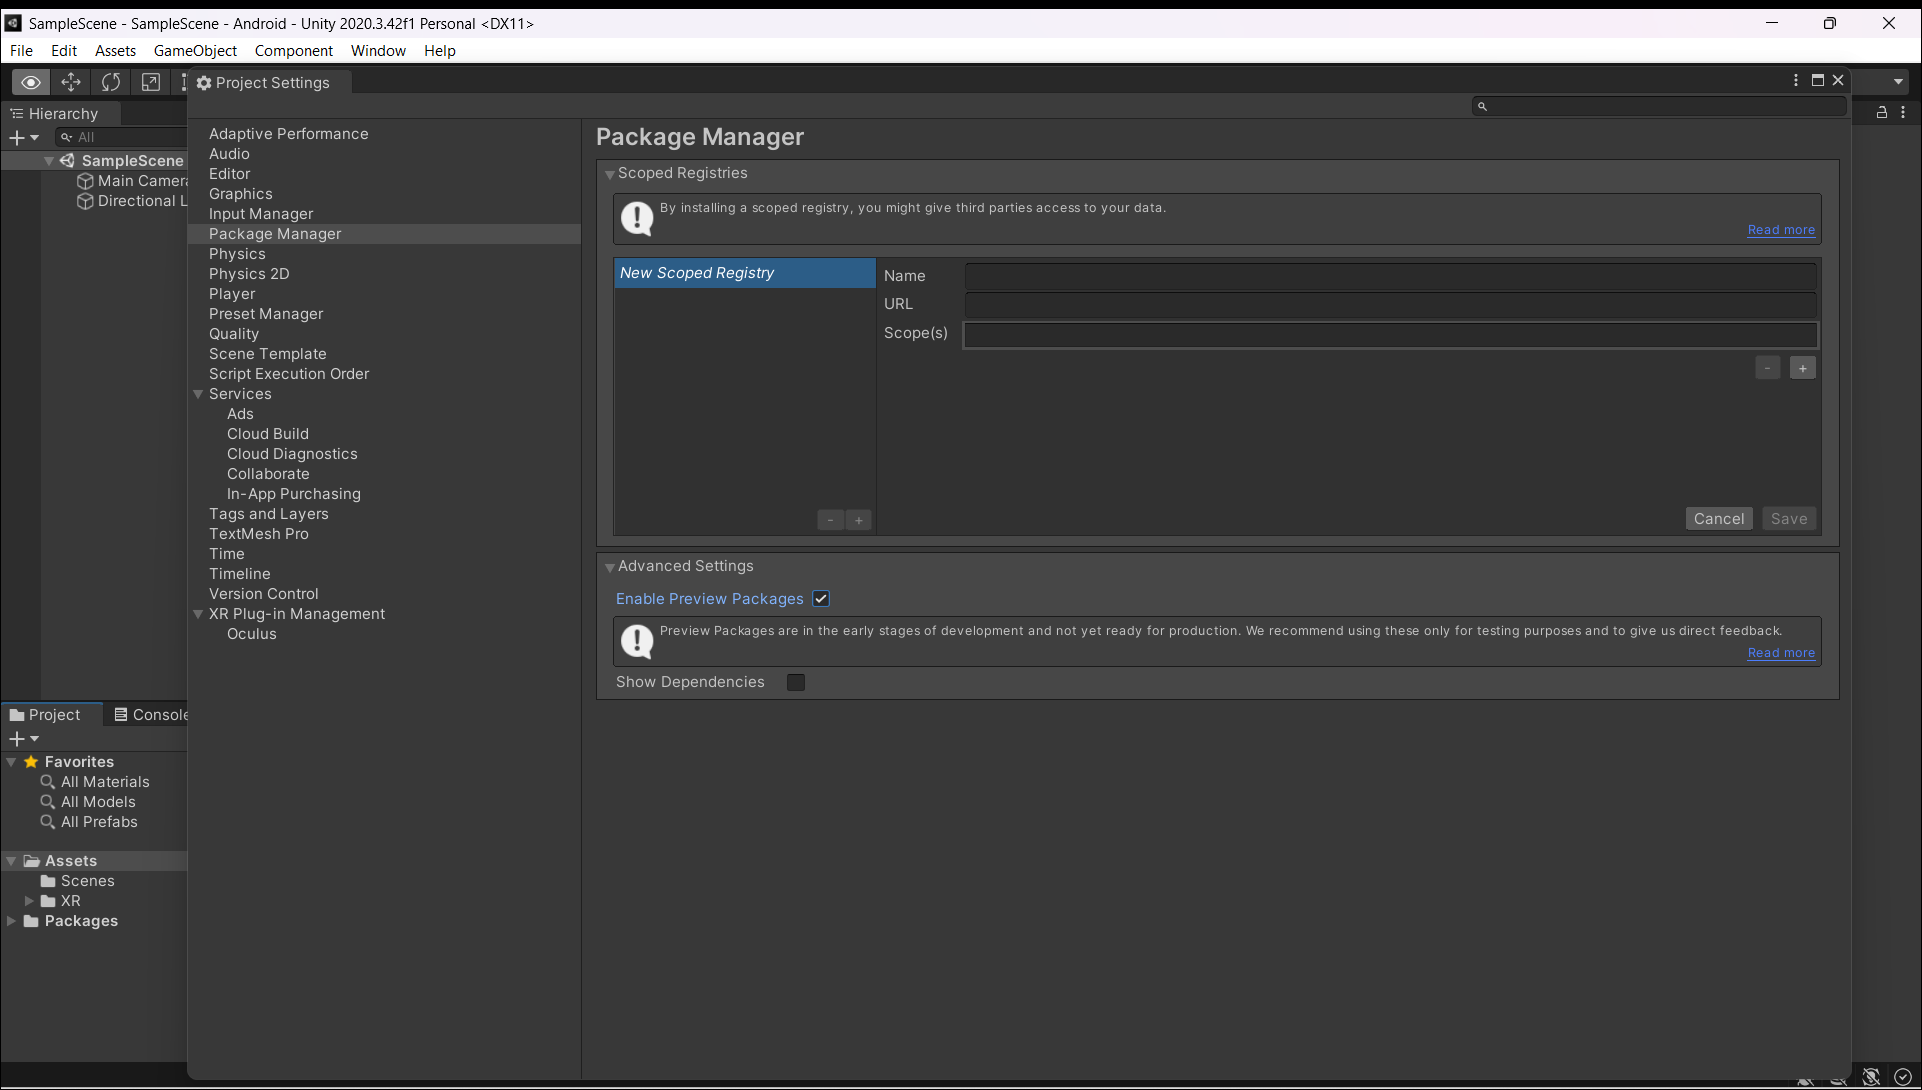 SampleScene - SampleScene - Android - Unity 2020.3.42f1 Personal <DX11>
File Edit Assets GameObject Component Window Help
Project Settings
Hierarchy
All
SampleScene
Main Camera
Directional L
Adaptive Performance
Audio
Editor
Graphics
Input Manager
Package Manager
Physics
Physics 2D
Player
Preset Manager
Quality
Scene Template
Script Execution Order
Services
Ads
Cloud Build
Cloud Diagnostics
Collaborate
In-App Purchasing
Tags and Layers
TextMesh Pro
Time
Timeline
Version Control
XR Plug-in Management
Oculus
Package Manager
Scoped Registries
By installing a scoped registry, you might give third parties access to your data.
Read more
New Scoped Registry
Name
URL
Scope(s)
- +
- +
Cancel Save
Advanced Settings
Enable Preview Packages
Preview Packages are in the early stages of development and not yet ready for production. We recommend using these only for testing purposes and to give us direct feedback.
Read more
Show Dependencies
Project Console
Favorites
All Materials
All Models
All Prefabs
Assets
Scenes
XR
Packages